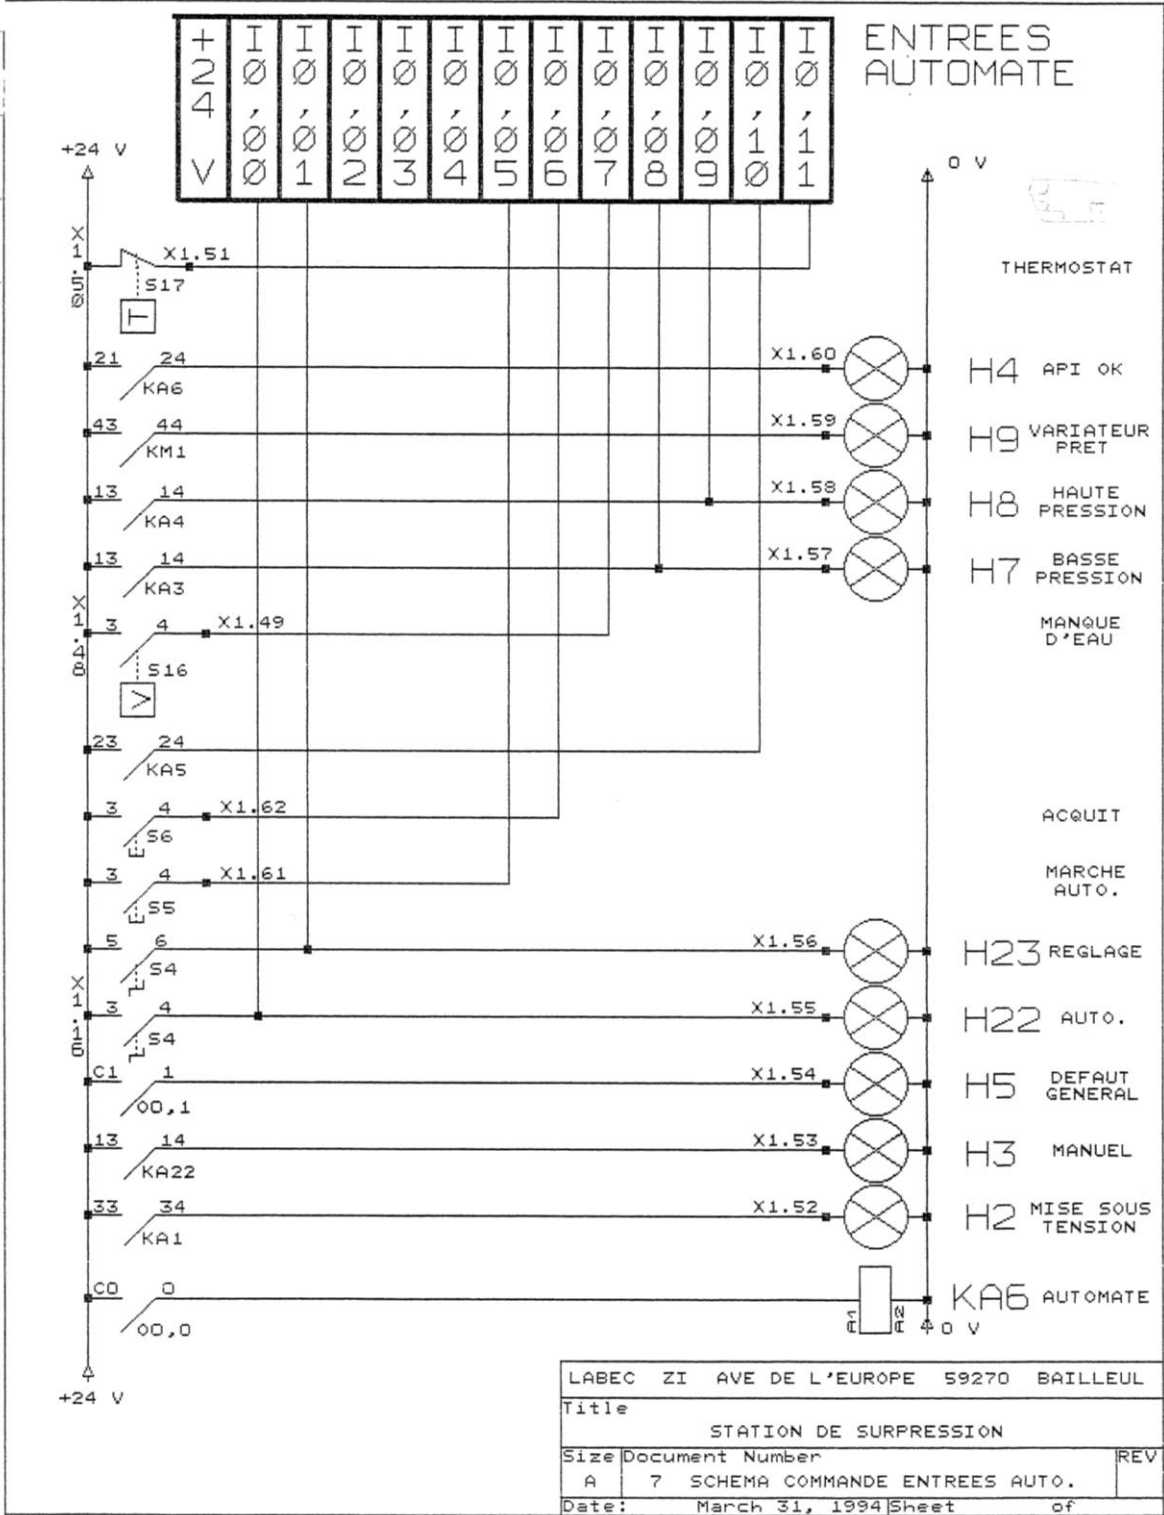 ENTREES
AUTOMATE
+24 V
I0,00
I0,01
I0,02
I0,03
I0,04
I0,05
I0,06
I0,07
I0,08
I0,09
I0,10
I0,11
+24 V
0 V
X1.50
X1.51
S17
T
THERMOSTAT
21 24
KA6
X1.60
H4 API OK
43 44
KM1
X1.59
H9 VARIATEUR
PRET
13 14
KA4
X1.58
H8 HAUTE
PRESSION
13 14
KA3
X1.57
H7 BASSE
PRESSION
X1.48
3 4
X1.49
S16
V
MANQUE
D'EAU
23 24
KA5
3 4
X1.62
S6
ACQUIT
3 4
X1.61
S5
MARCHE
AUTO.
5 6
S4
X1.56
H23 REGLAGE
X1.16
3 4
S4
X1.55
H22 AUTO.
C1 1
OO,1
X1.54
H5 DEFAUT
GENERAL
13 14
KA22
X1.53
H3 MANUEL
33 34
KA1
X1.52
H2 MISE SOUS
TENSION
C0 0
OO,0
A1
A2
KA6 AUTOMATE
0 V
+24 V
LABEC ZI AVE DE L'EUROPE 59270 BAILLEUL
Title
STATION DE SURPRESSION
Size Document Number REV
A 7 SCHEMA COMMANDE ENTREES AUTO.
Date: March 31, 1994 Sheet of